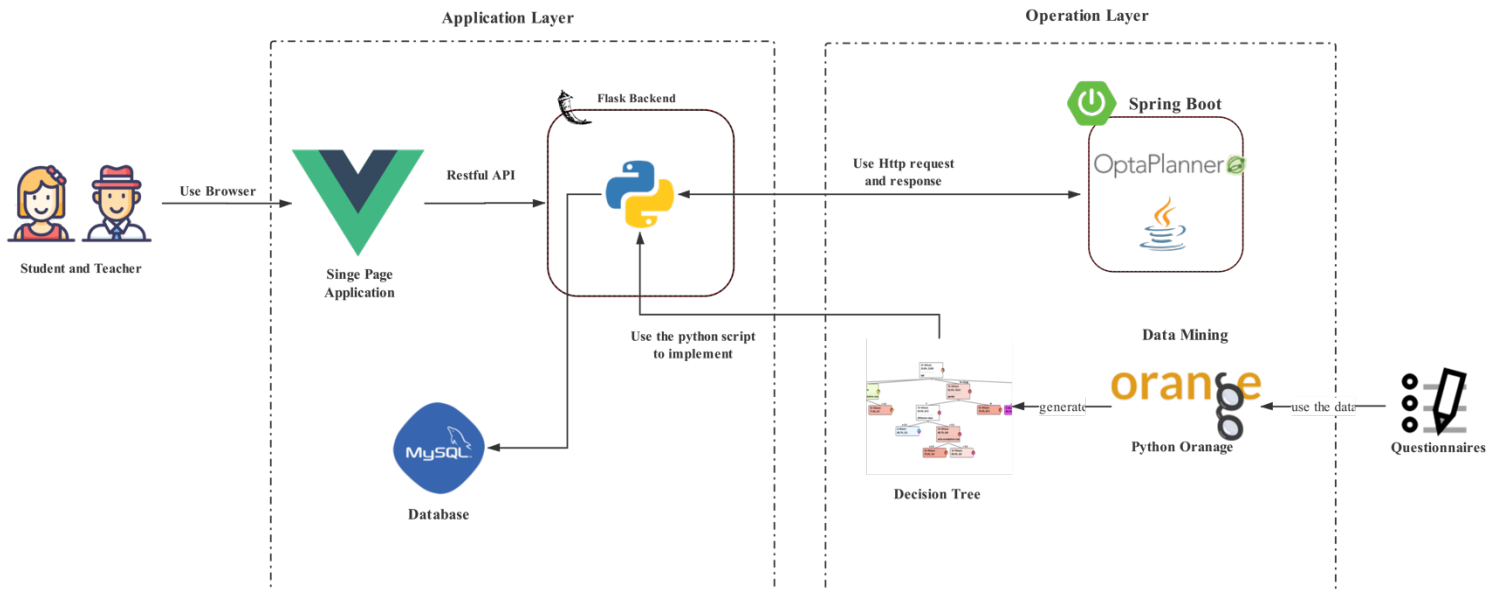 Application Layer
Operation Layer
Flask Backend
Spring Boot
OptaPlanner
Use Http request
and response
Use Browser
Restful API
Student and Teacher
Singe Page
Application
Use the python script
to implement
Data Mining
orange
generate
use the data
Python Oranage
Questionnaires
MySQL
Decision Tree
Database